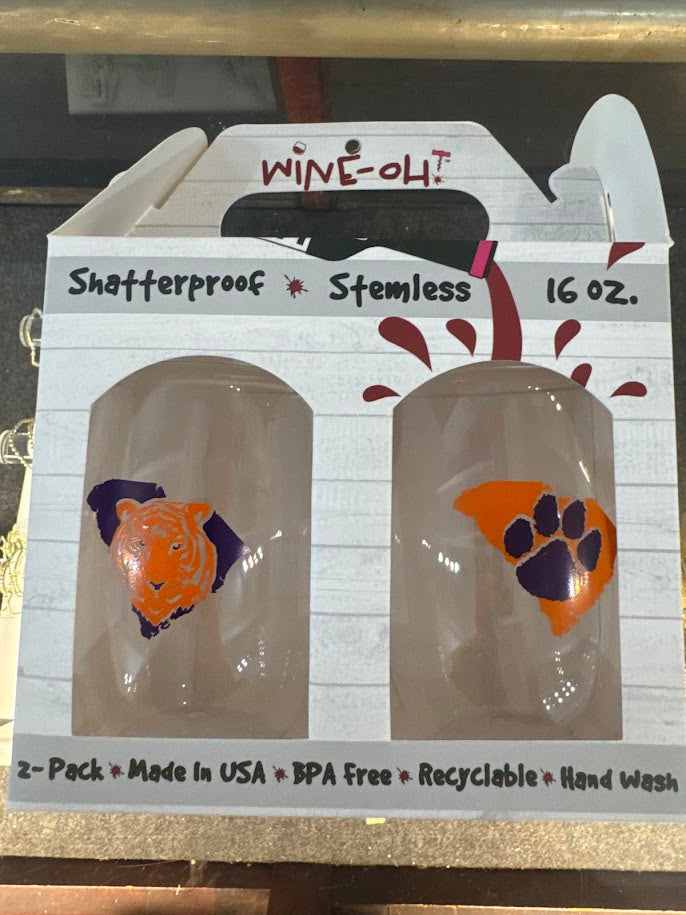 WiNE-OH!
Shatterproof * Stemless 16 oz.
2-Pack * Made In USA * BPA Free * Recyclable * Hand Wash